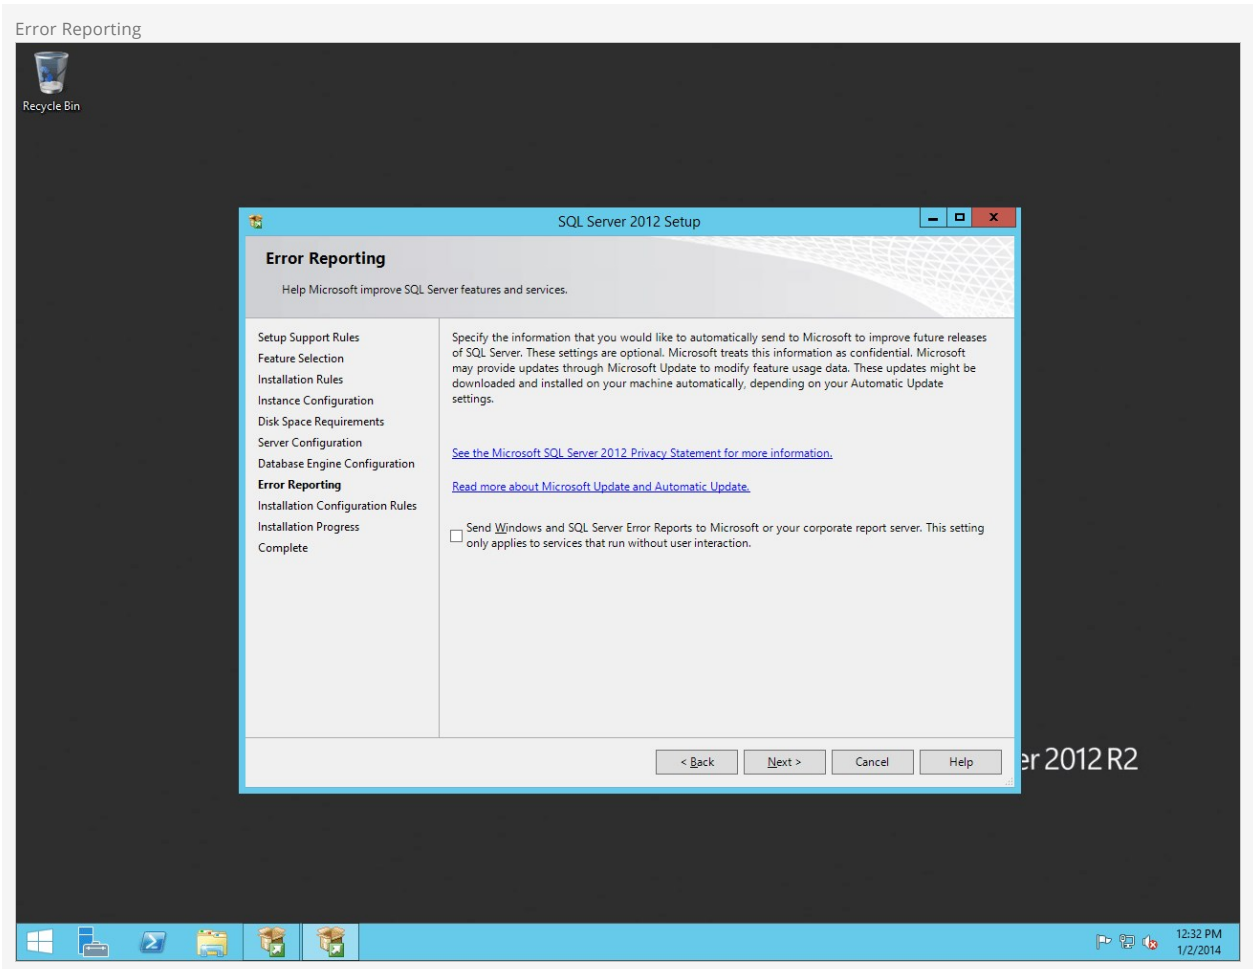 Error Reporting
Recycle Bin
SQL Server 2012 Setup
Error Reporting
Help Microsoft improve SQL Server features and services.
Setup Support Rules
Feature Selection
Installation Rules
Instance Configuration
Disk Space Requirements
Server Configuration
Database Engine Configuration
Error Reporting
Installation Configuration Rules
Installation Progress
Complete
Specify the information that you would like to automatically send to Microsoft to improve future releases
of SQL Server. These settings are optional. Microsoft treats this information as confidential. Microsoft
may provide updates through Microsoft Update to modify feature usage data. These updates might be
downloaded and installed on your machine automatically, depending on your Automatic Update
settings.
See the Microsoft SQL Server 2012 Privacy Statement for more information.
Read more about Microsoft Update and Automatic Update.
Send Windows and SQL Server Error Reports to Microsoft or your corporate report server. This setting
only applies to services that run without user interaction.
< Back Next > Cancel Help
er 2012 R2
12:32 PM
1/2/2014